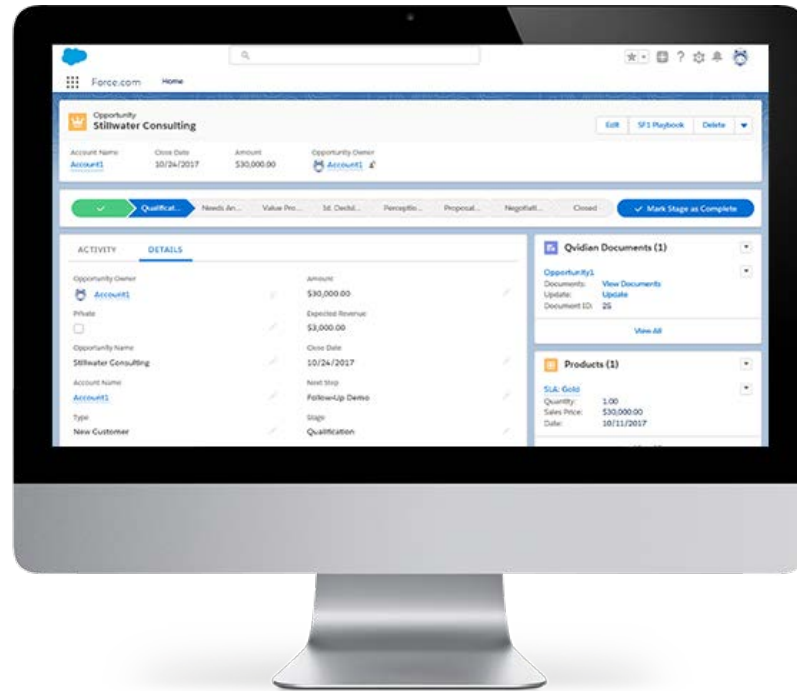 Force.com Home
Opportunity
Stillwater Consulting
Edit SF1 Playbook Delete
Account Name Close Date Amount Opportunity Owner
Account1 10/24/2017 $30,000.00 Account1
Qualificat... Needs An... Value Pro... Id. Decisi... Perceptio... Proposal... Negotiati... Closed Mark Stage as Complete
ACTIVITY DETAILS
Opportunity Owner Amount
Account1 $30,000.00
Private Expected Revenue
$3,000.00
Opportunity Name Close Date
Stillwater Consulting 10/24/2017
Account Name Next Step
Account1 Follow-Up Demo
Type Stage
New Customer Qualification
Qvidian Documents (1)
Opportunity1
Documents: View Documents
Update: Update
Document ID: 25
View All
Products (1)
SLA: Gold
Quantity: 1.00
Sales Price: $30,000.00
Date: 10/11/2017